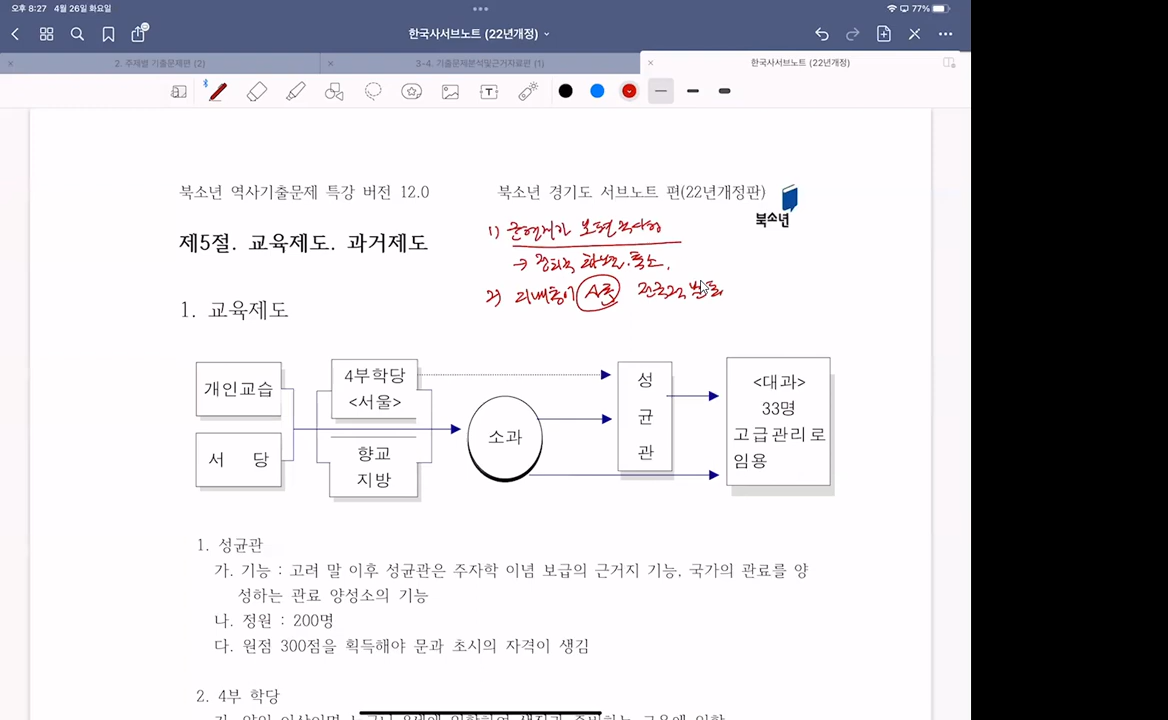 오후 8:27 4월 26일 화요일 77%
한국사서브노트 (22년개정)
2. 주제별 기출문제편 (2) 3-4. 기출문제분석및근거자료편 (1) 한국사서브노트 (22년개정)
북소년 역사기출문제 특강 버전 12.0 북소년 경기도 서브노트 편(22년개정판)
북소년
제5절. 교육제도. 과거제도
1)
→
2)
1. 교육제도
개인교습
서 당
4부학당
<서울>
향교
지방
소과
성
균
관
<대과>
33명
고급관리로
임용
1. 성균관
가. 기능 : 고려 말 이후 성균관은 주자학 이념 보급의 근거지 기능, 국가의 관료를 양
성하는 관료 양성소의 기능
나. 정원 : 200명
다. 원점 300점을 획득해야 문과 초시의 자격이 생김
2. 4부 학당